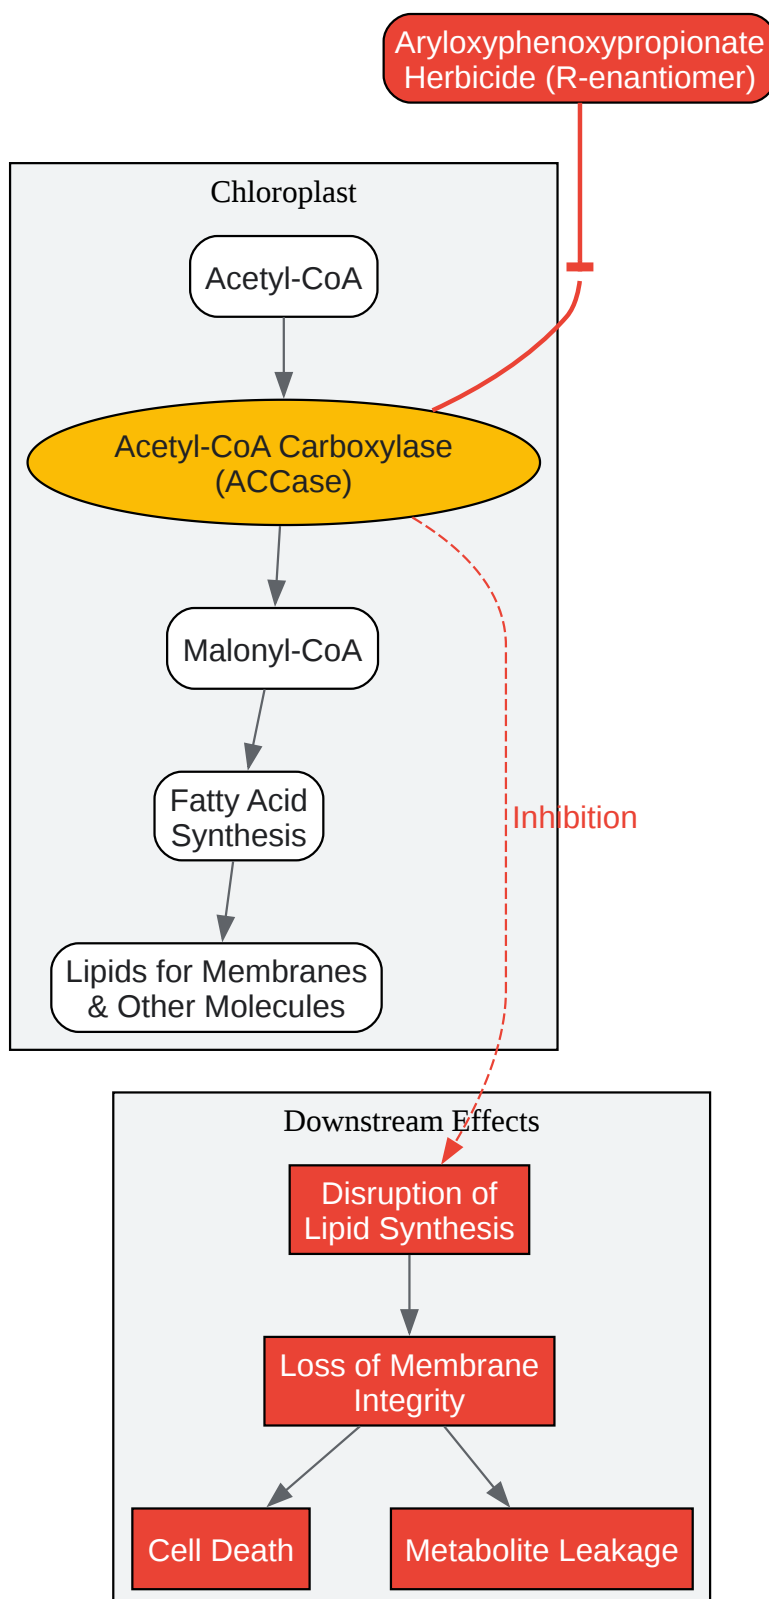 Aryloxyphenoxypropionate
Herbicide (R-enantiomer)
Chloroplast
Acetyl-CoA
Acetyl-CoA Carboxylase
(ACCase)
Malonyl-CoA
Fatty Acid
Synthesis
Inhibition
Lipids for Membranes
& Other Molecules
Downstream Effects
Disruption of
Lipid Synthesis
Loss of Membrane
Integrity
Cell Death
Metabolite Leakage